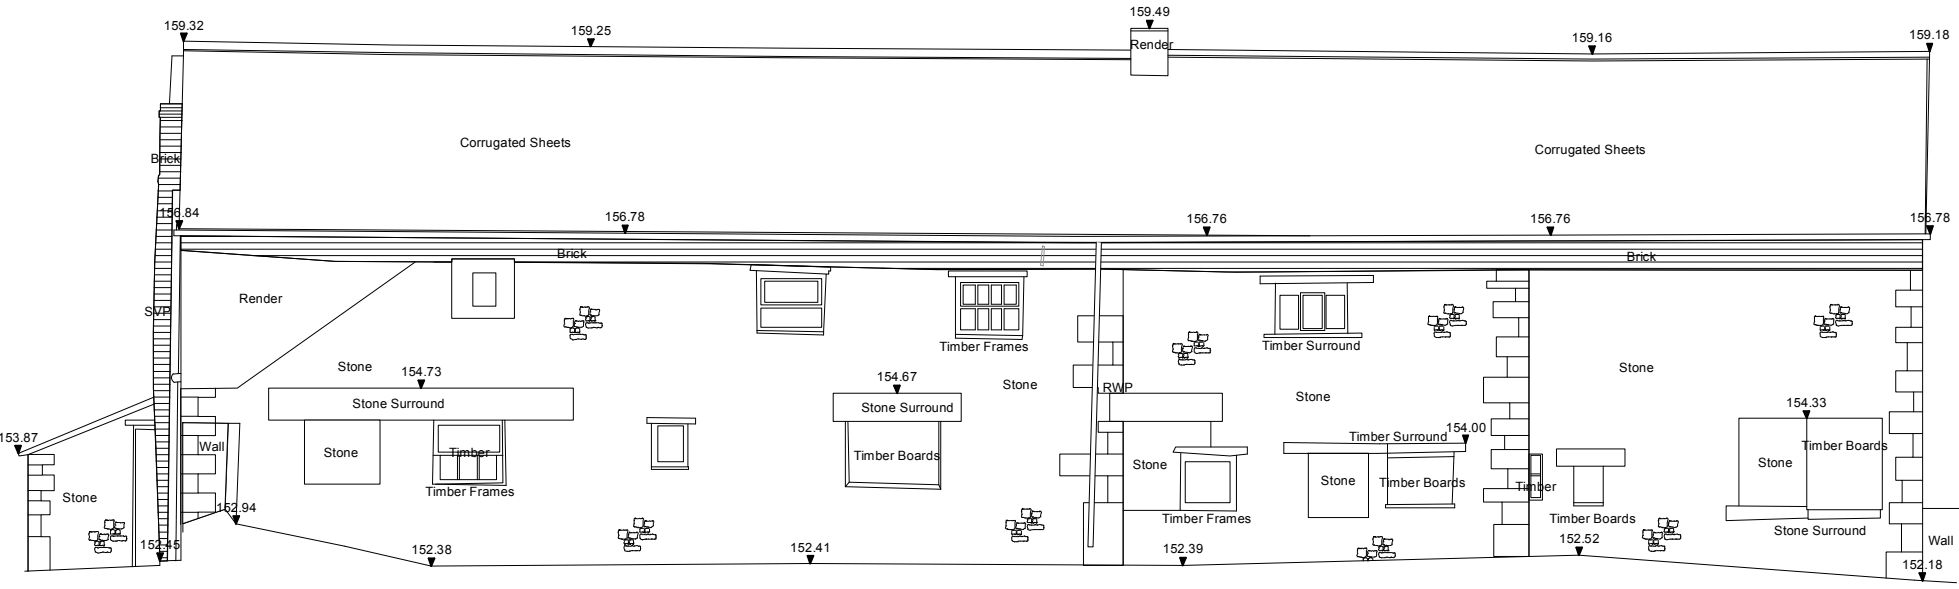 159.32
159.25
159.49
159.16
159.18
Render
Corrugated Sheets
Corrugated Sheets
Brick
156.84
156.78
156.76
156.76
156.78
Brick
Brick
Render
SVP
Timber Frames
Timber Surround
Stone
154.73
154.67
Stone
RWP
Stone
Stone
Stone Surround
Stone Surround
154.33
153.87
Wall
Stone
Timber
Timber Boards
Timber Surround
154.00
Timber Boards
Stone
Stone
Stone
Timber Boards
Timber
Stone
Timber Frames
152.94
Timber Frames
Timber Boards
Stone Surround
152.45
152.38
152.41
152.39
152.52
Wall
152.18